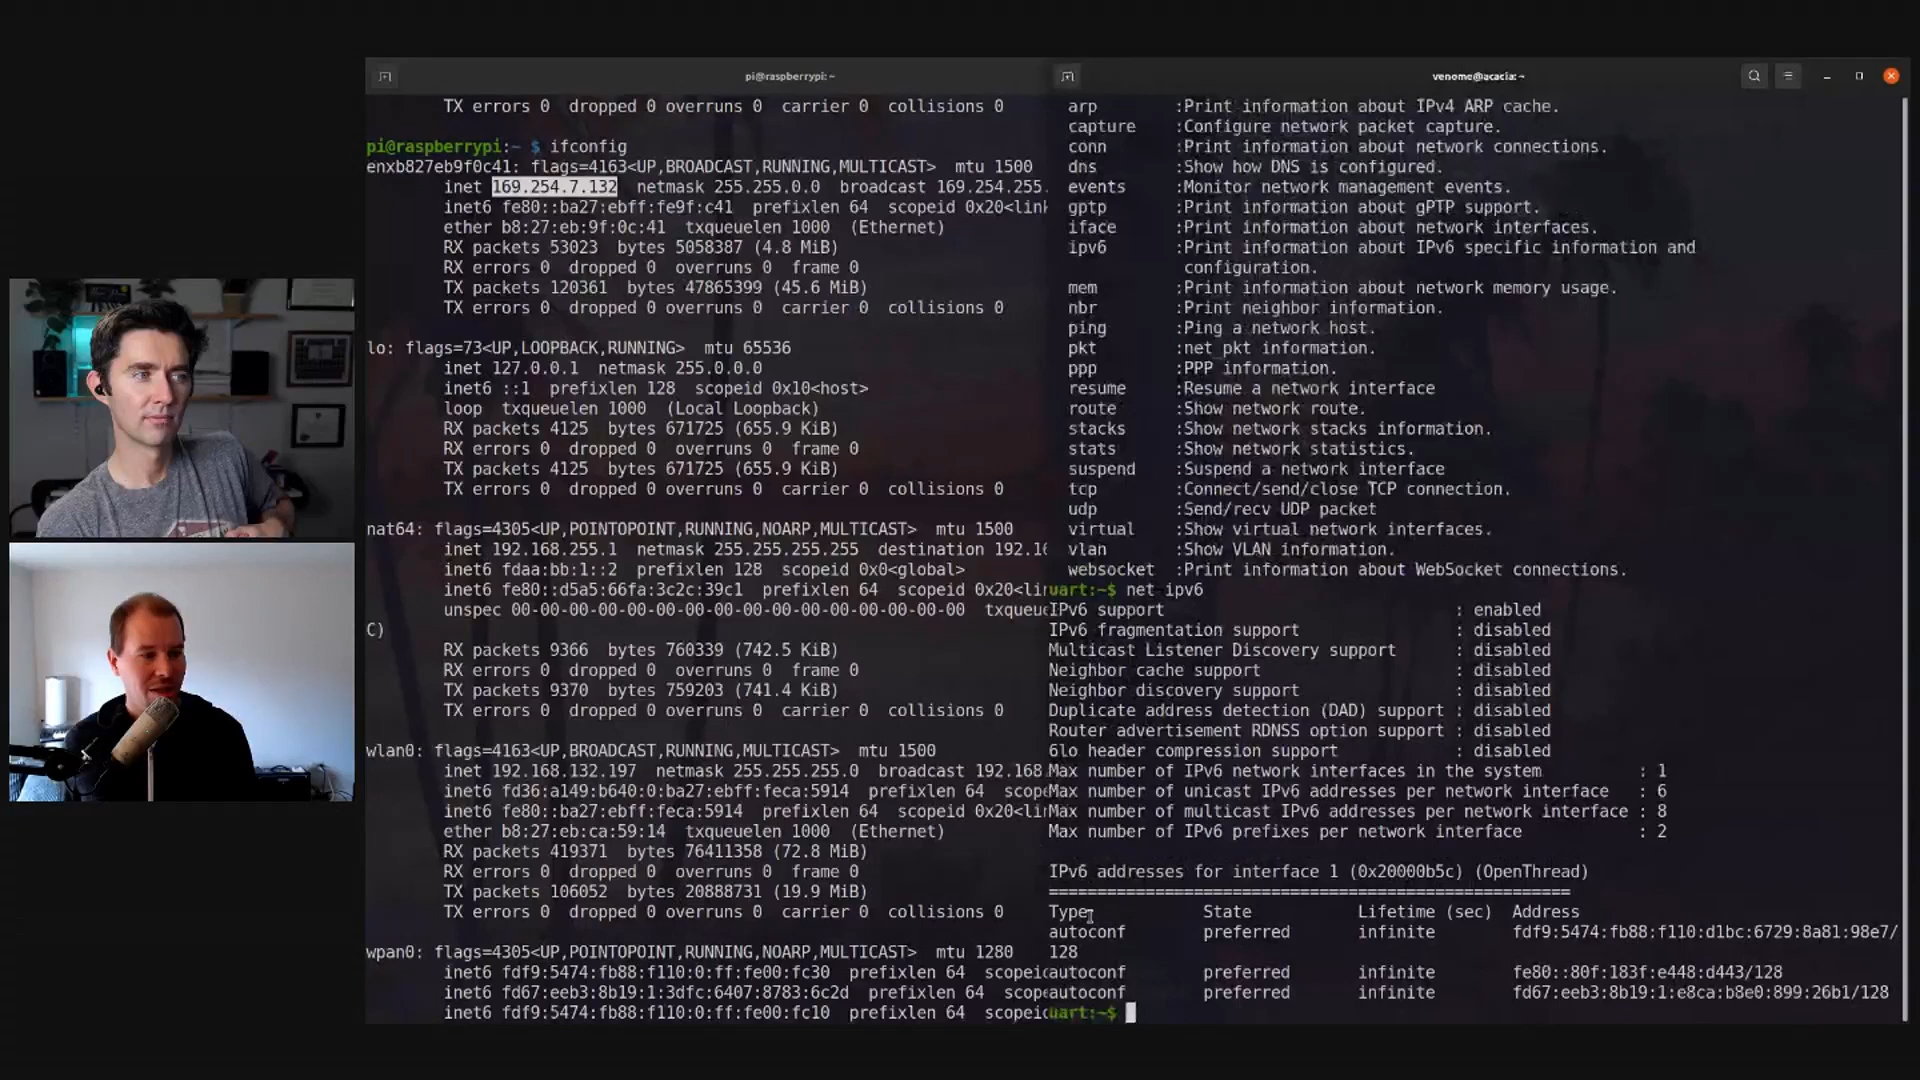 pi@raspberrypi: ~
TX errors 0  dropped 0 overruns 0  carrier 0  collisions 0
pi@raspberrypi:~ $ ifconfig
enxb827eb9f0c41: flags=4163<UP,BROADCAST,RUNNING,MULTICAST>  mtu 1500
inet 169.254.7.132  netmask 255.255.0.0  broadcast 169.254.255.
inet6 fe80::ba27:ebff:fe9f:c41  prefixlen 64  scopeid 0x20<link
ether b8:27:eb:9f:0c:41  txqueuelen 1000  (Ethernet)
RX packets 53023  bytes 5058387 (4.8 MiB)
RX errors 0  dropped 0  overruns 0  frame 0
TX packets 120361  bytes 47865399 (45.6 MiB)
TX errors 0  dropped 0 overruns 0  carrier 0  collisions 0
lo: flags=73<UP,LOOPBACK,RUNNING>  mtu 65536
inet 127.0.0.1  netmask 255.0.0.0
inet6 ::1  prefixlen 128  scopeid 0x10<host>
loop  txqueuelen 1000  (Local Loopback)
RX packets 4125  bytes 671725 (655.9 KiB)
RX errors 0  dropped 0  overruns 0  frame 0
TX packets 4125  bytes 671725 (655.9 KiB)
TX errors 0  dropped 0 overruns 0  carrier 0  collisions 0
nat64: flags=4305<UP,POINTOPOINT,RUNNING,NOARP,MULTICAST>  mtu 1500
inet 192.168.255.1  netmask 255.255.255.255  destination 192.16
inet6 fdaa:bb:1::2  prefixlen 128  scopeid 0x0<global>
inet6 fe80::d5a5:66fa:3c2c:39c1  prefixlen 64  scopeid 0x20<lin
unspec 00-00-00-00-00-00-00-00-00-00-00-00-00-00-00-00  txqueue
C)
RX packets 9366  bytes 760339 (742.5 KiB)
RX errors 0  dropped 0  overruns 0  frame 0
TX packets 9370  bytes 759203 (741.4 KiB)
TX errors 0  dropped 0 overruns 0  carrier 0  collisions 0
wlan0: flags=4163<UP,BROADCAST,RUNNING,MULTICAST>  mtu 1500
inet 192.168.132.197  netmask 255.255.255.0  broadcast 192.168.
inet6 fd36:a149:b640:0:ba27:ebff:feca:5914  prefixlen 64  scope
inet6 fe80::ba27:ebff:feca:5914  prefixlen 64  scopeid 0x20<lin
ether b8:27:eb:ca:59:14  txqueuelen 1000  (Ethernet)
RX packets 419371  bytes 76411358 (72.8 MiB)
RX errors 0  dropped 0  overruns 0  frame 0
TX packets 106052  bytes 20888731 (19.9 MiB)
TX errors 0  dropped 0 overruns 0  carrier 0  collisions 0
wpan0: flags=4305<UP,POINTOPOINT,RUNNING,NOARP,MULTICAST>  mtu 1280
inet6 fdf9:5474:fb88:f110:0:ff:fe00:fc30  prefixlen 64  scopeid
inet6 fd67:eeb3:8b19:1:3dfc:6407:8783:6c2d  prefixlen 64  scope
inet6 fdf9:5474:fb88:f110:0:ff:fe00:fc10  prefixlen 64  scopeid
venome@acacia: ~
arp :Print information about IPv4 ARP cache.
capture :Configure network packet capture.
conn :Print information about network connections.
dns :Show how DNS is configured.
events :Monitor network management events.
gptp :Print information about gPTP support.
iface :Print information about network interfaces.
ipv6 :Print information about IPv6 specific information and
configuration.
mem :Print information about network memory usage.
nbr :Print neighbor information.
ping :Ping a network host.
pkt :net_pkt information.
ppp :PPP information.
resume :Resume a network interface
route :Show network route.
stacks :Show network stacks information.
stats :Show network statistics.
suspend :Suspend a network interface
tcp :Connect/send/close TCP connection.
udp :Send/recv UDP packet
virtual :Show virtual network interfaces.
vlan :Show VLAN information.
websocket :Print information about WebSocket connections.
uart:~$ net ipv6
IPv6 support : enabled
IPv6 fragmentation support : disabled
Multicast Listener Discovery support : disabled
Neighbor cache support : disabled
Neighbor discovery support : disabled
Duplicate address detection (DAD) support : disabled
Router advertisement RDNSS option support : disabled
6lo header compression support : disabled
Max number of IPv6 network interfaces in the system : 1
Max number of unicast IPv6 addresses per network interface : 6
Max number of multicast IPv6 addresses per network interface : 8
Max number of IPv6 prefixes per network interface : 2
IPv6 addresses for interface 1 (0x20000b5c) (OpenThread)
======================================================
Type State Lifetime (sec) Address
autoconf preferred infinite fdf9:5474:fb88:f110:d1bc:6729:8a81:98e7/
128
autoconf preferred infinite fe80::80f:183f:e448:d443/128
autoconf preferred infinite fd67:eeb3:8b19:1:e8ca:b8e0:899:26b1/128
uart:~$